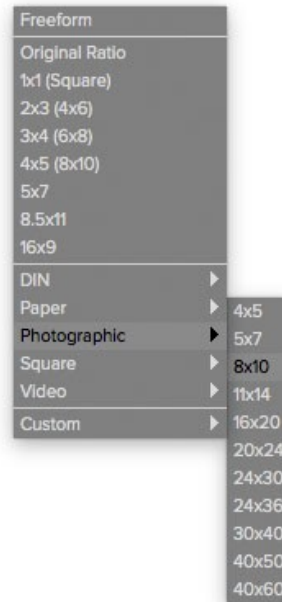 Freeform
Original Ratio
1x1 (Square)
2x3 (4x6)
3x4 (6x8)
4x5 (8x10)
5x7
8.5x11
16x9
DIN
Paper
Photographic
Square
Video
Custom
4x5
5x7
8x10
11x14
16x20
20x24
24x30
24x36
30x40
40x50
40x60